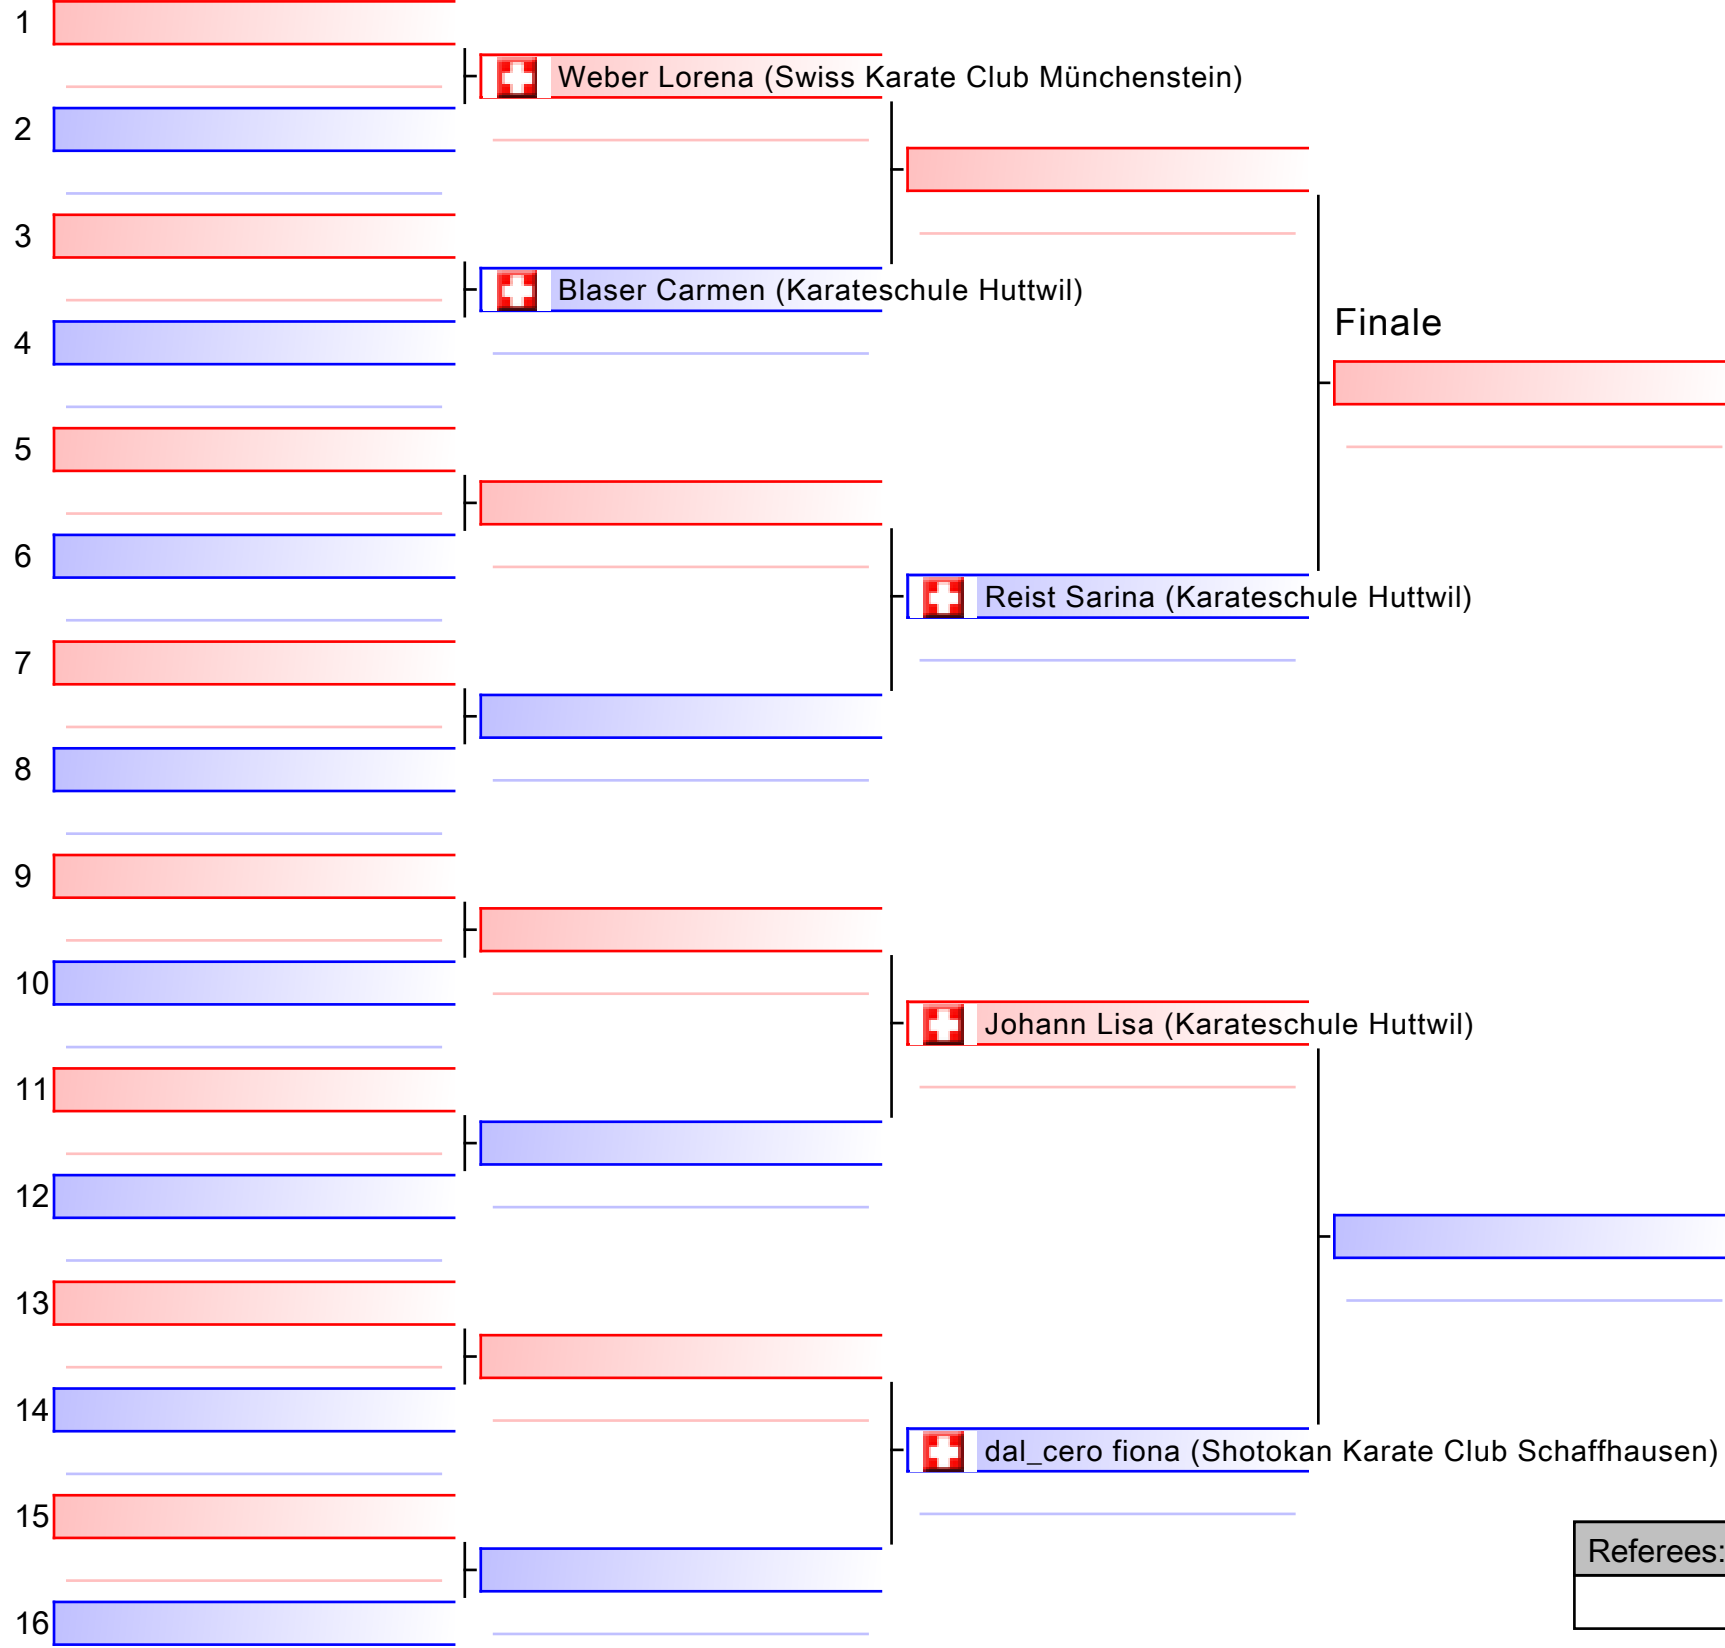 1
Weber Lorena (Swiss Karate Club Münchenstein)
2
3
Blaser Carmen (Karateschule Huttwil)
4
Finale
5
6
Reist Sarina (Karateschule Huttwil)
7
8
9
10
Johann Lisa (Karateschule Huttwil)
11
12
13
14
dal_cero fiona (Shotokan Karate Club Schaffhausen)
15
Referees:
16